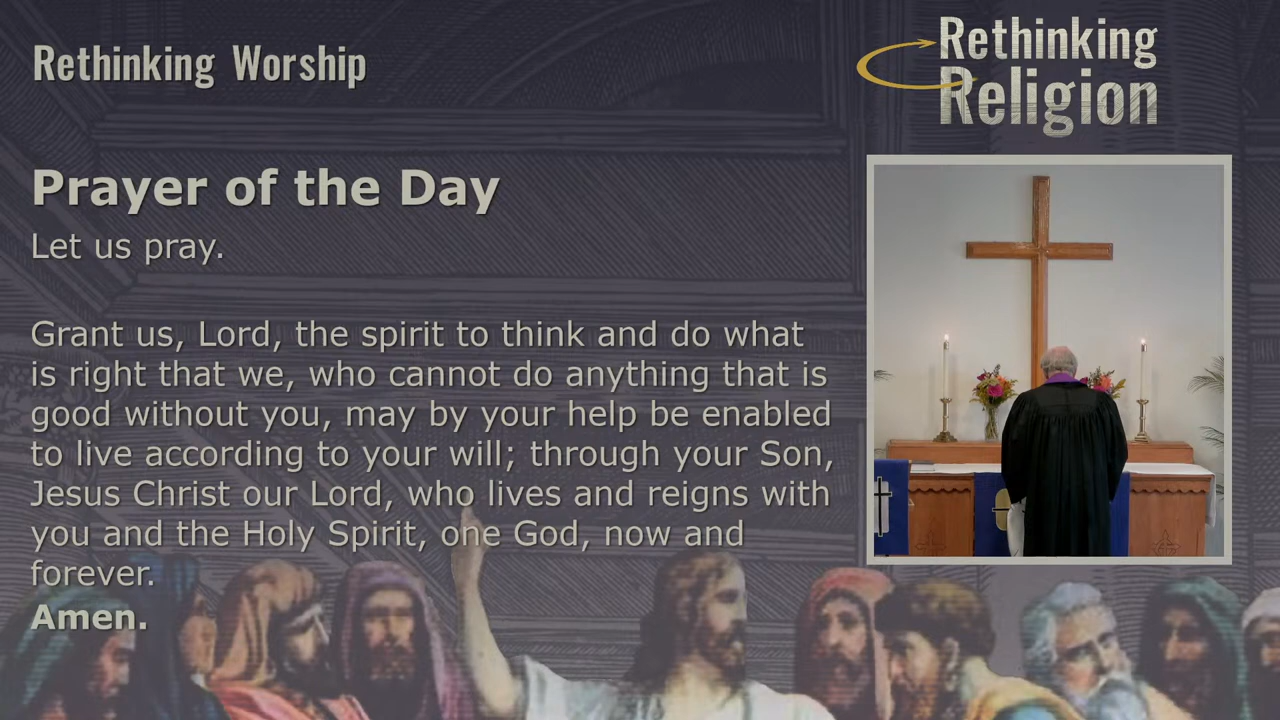 Rethinking Worship
Rethinking
Religion
Prayer of the Day
Let us pray.
Grant us, Lord, the spirit to think and do what
is right that we, who cannot do anything that is
good without you, may by your help be enabled
to live according to your will; through your Son,
Jesus Christ our Lord, who lives and reigns with
you and the Holy Spirit, one God, now and
forever.
Amen.